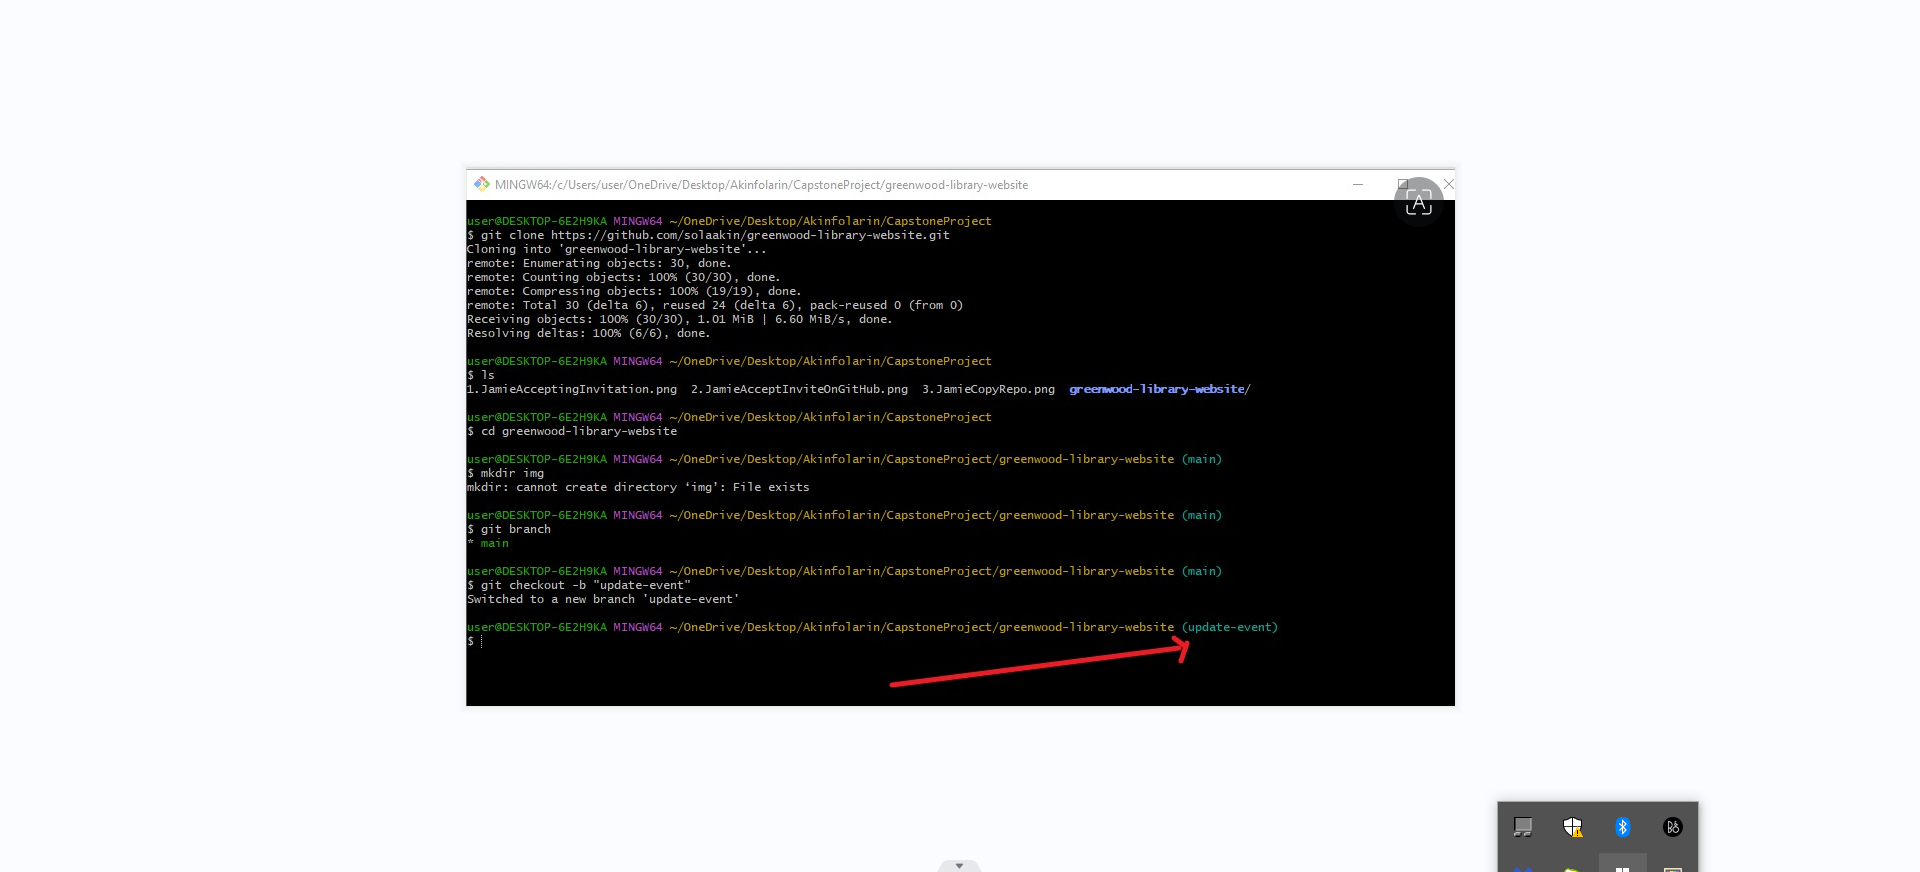 MINGW64:/c/Users/user/OneDrive/Desktop/Akinfolarin/CapstoneProject/greenwood-library-website
user@DESKTOP-6E2H9KA MINGW64 ~/OneDrive/Desktop/Akinfolarin/CapstoneProject
$ git clone https://github.com/solaakin/greenwood-library-website.git
Cloning into 'greenwood-library-website'...
remote: Enumerating objects: 30, done.
remote: Counting objects: 100% (30/30), done.
remote: Compressing objects: 100% (19/19), done.
remote: Total 30 (delta 6), reused 24 (delta 6), pack-reused 0 (from 0)
Receiving objects: 100% (30/30), 1.01 MiB | 6.60 MiB/s, done.
Resolving deltas: 100% (6/6), done.
user@DESKTOP-6E2H9KA MINGW64 ~/OneDrive/Desktop/Akinfolarin/CapstoneProject
$ ls
1.JamieAcceptingInvitation.png 2.JamieAcceptInviteOnGitHub.png 3.JamieCopyRepo.png greenwood-library-website/
user@DESKTOP-6E2H9KA MINGW64 ~/OneDrive/Desktop/Akinfolarin/CapstoneProject
$ cd greenwood-library-website
user@DESKTOP-6E2H9KA MINGW64 ~/OneDrive/Desktop/Akinfolarin/CapstoneProject/greenwood-library-website (main)
$ mkdir img
mkdir: cannot create directory ‘img’: File exists
user@DESKTOP-6E2H9KA MINGW64 ~/OneDrive/Desktop/Akinfolarin/CapstoneProject/greenwood-library-website (main)
$ git branch
* main
user@DESKTOP-6E2H9KA MINGW64 ~/OneDrive/Desktop/Akinfolarin/CapstoneProject/greenwood-library-website (main)
$ git checkout -b "update-event"
Switched to a new branch 'update-event'
user@DESKTOP-6E2H9KA MINGW64 ~/OneDrive/Desktop/Akinfolarin/CapstoneProject/greenwood-library-website (update-event)
$